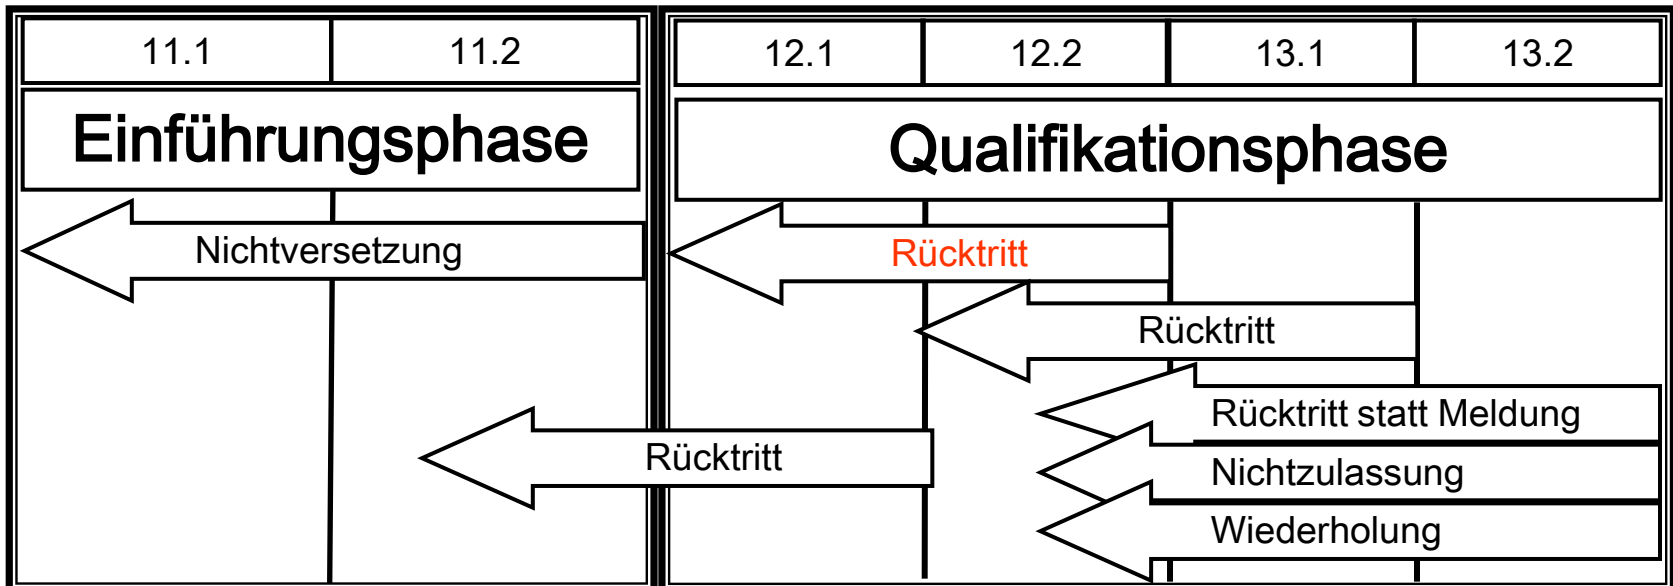 11.1
11.2
12.1
12.2
13.1
13.2
Einführungsphase
Qualifikationsphase
Nichtversetzung
Rücktritt
Rücktritt
Rücktritt statt Meldung
Rücktritt
Nichtzulassung
Wiederholung